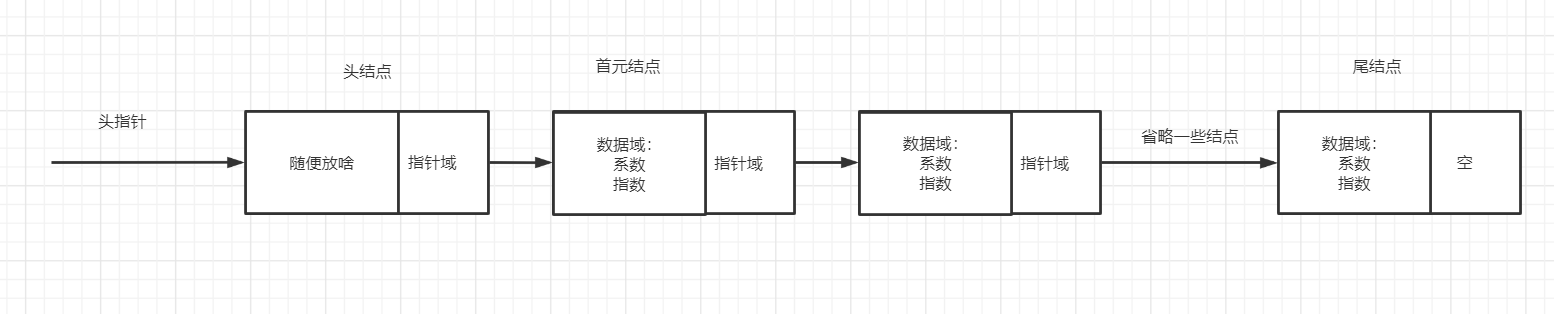 头结点
首元结点
尾结点
头指针
随便放啥
指针域
数据域：
系数
指数
指针域
数据域：
系数
指数
指针域
省略一些结点
数据域：
系数
指数
空